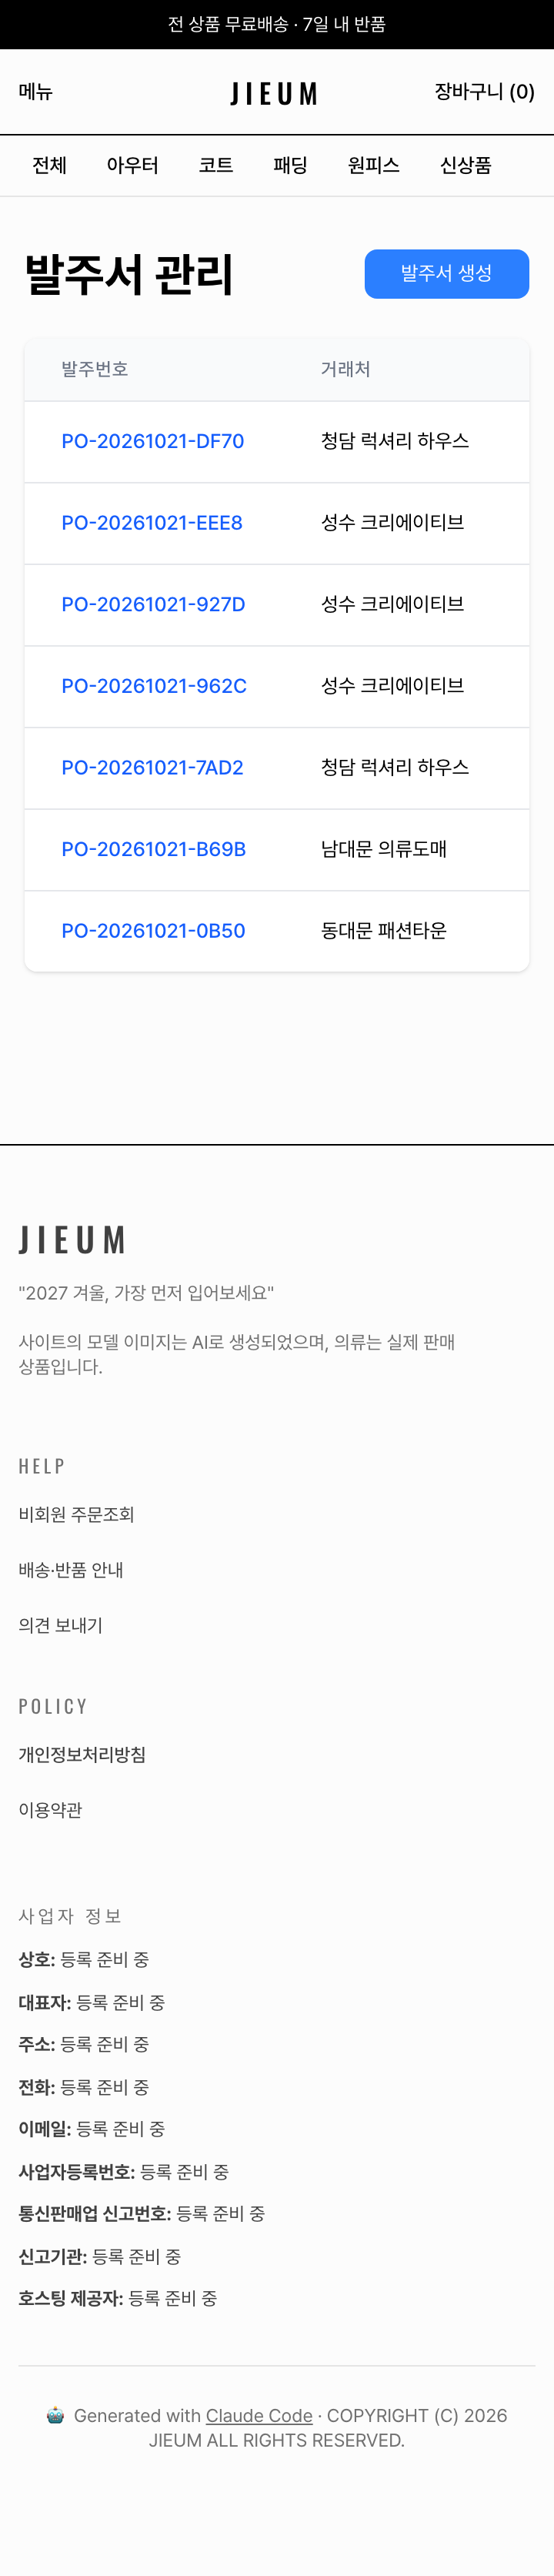 전 상품 무료배송 · 7일 내 반품
메뉴 JIEUM 장바구니 (0)
전체 아우터 코트 패딩 원피스 신상품
발주서 관리 발주서 생성
발주번호 거래처
PO-20261021-DF70 청담 럭셔리 하우스
PO-20261021-EEE8 성수 크리에이티브
PO-20261021-927D 성수 크리에이티브
PO-20261021-962C 성수 크리에이티브
PO-20261021-7AD2 청담 럭셔리 하우스
PO-20261021-B69B 남대문 의류도매
PO-20261021-0B50 동대문 패션타운
JIEUM
"2027 겨울, 가장 먼저 입어보세요"
사이트의 모델 이미지는 AI로 생성되었으며, 의류는 실제 판매
상품입니다.
HELP
비회원 주문조회
배송·반품 안내
의견 보내기
POLICY
개인정보처리방침
이용약관
사업자 정보
상호: 등록 준비 중
대표자: 등록 준비 중
주소: 등록 준비 중
전화: 등록 준비 중
이메일: 등록 준비 중
사업자등록번호: 등록 준비 중
통신판매업 신고번호: 등록 준비 중
신고기관: 등록 준비 중
호스팅 제공자: 등록 준비 중
🤖 Generated with Claude Code · COPYRIGHT (C) 2026
JIEUM ALL RIGHTS RESERVED.